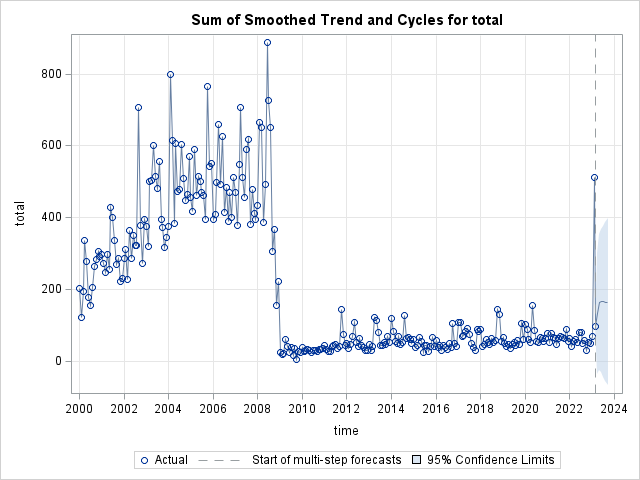 Sum of Smoothed Trend and Cycles for total
800
600
400
200
0
total
2000 2002 2004 2006 2008 2010 2012 2014 2016 2018 2020 2022 2024
time
Actual Start of multi-step forecasts 95% Confidence Limits